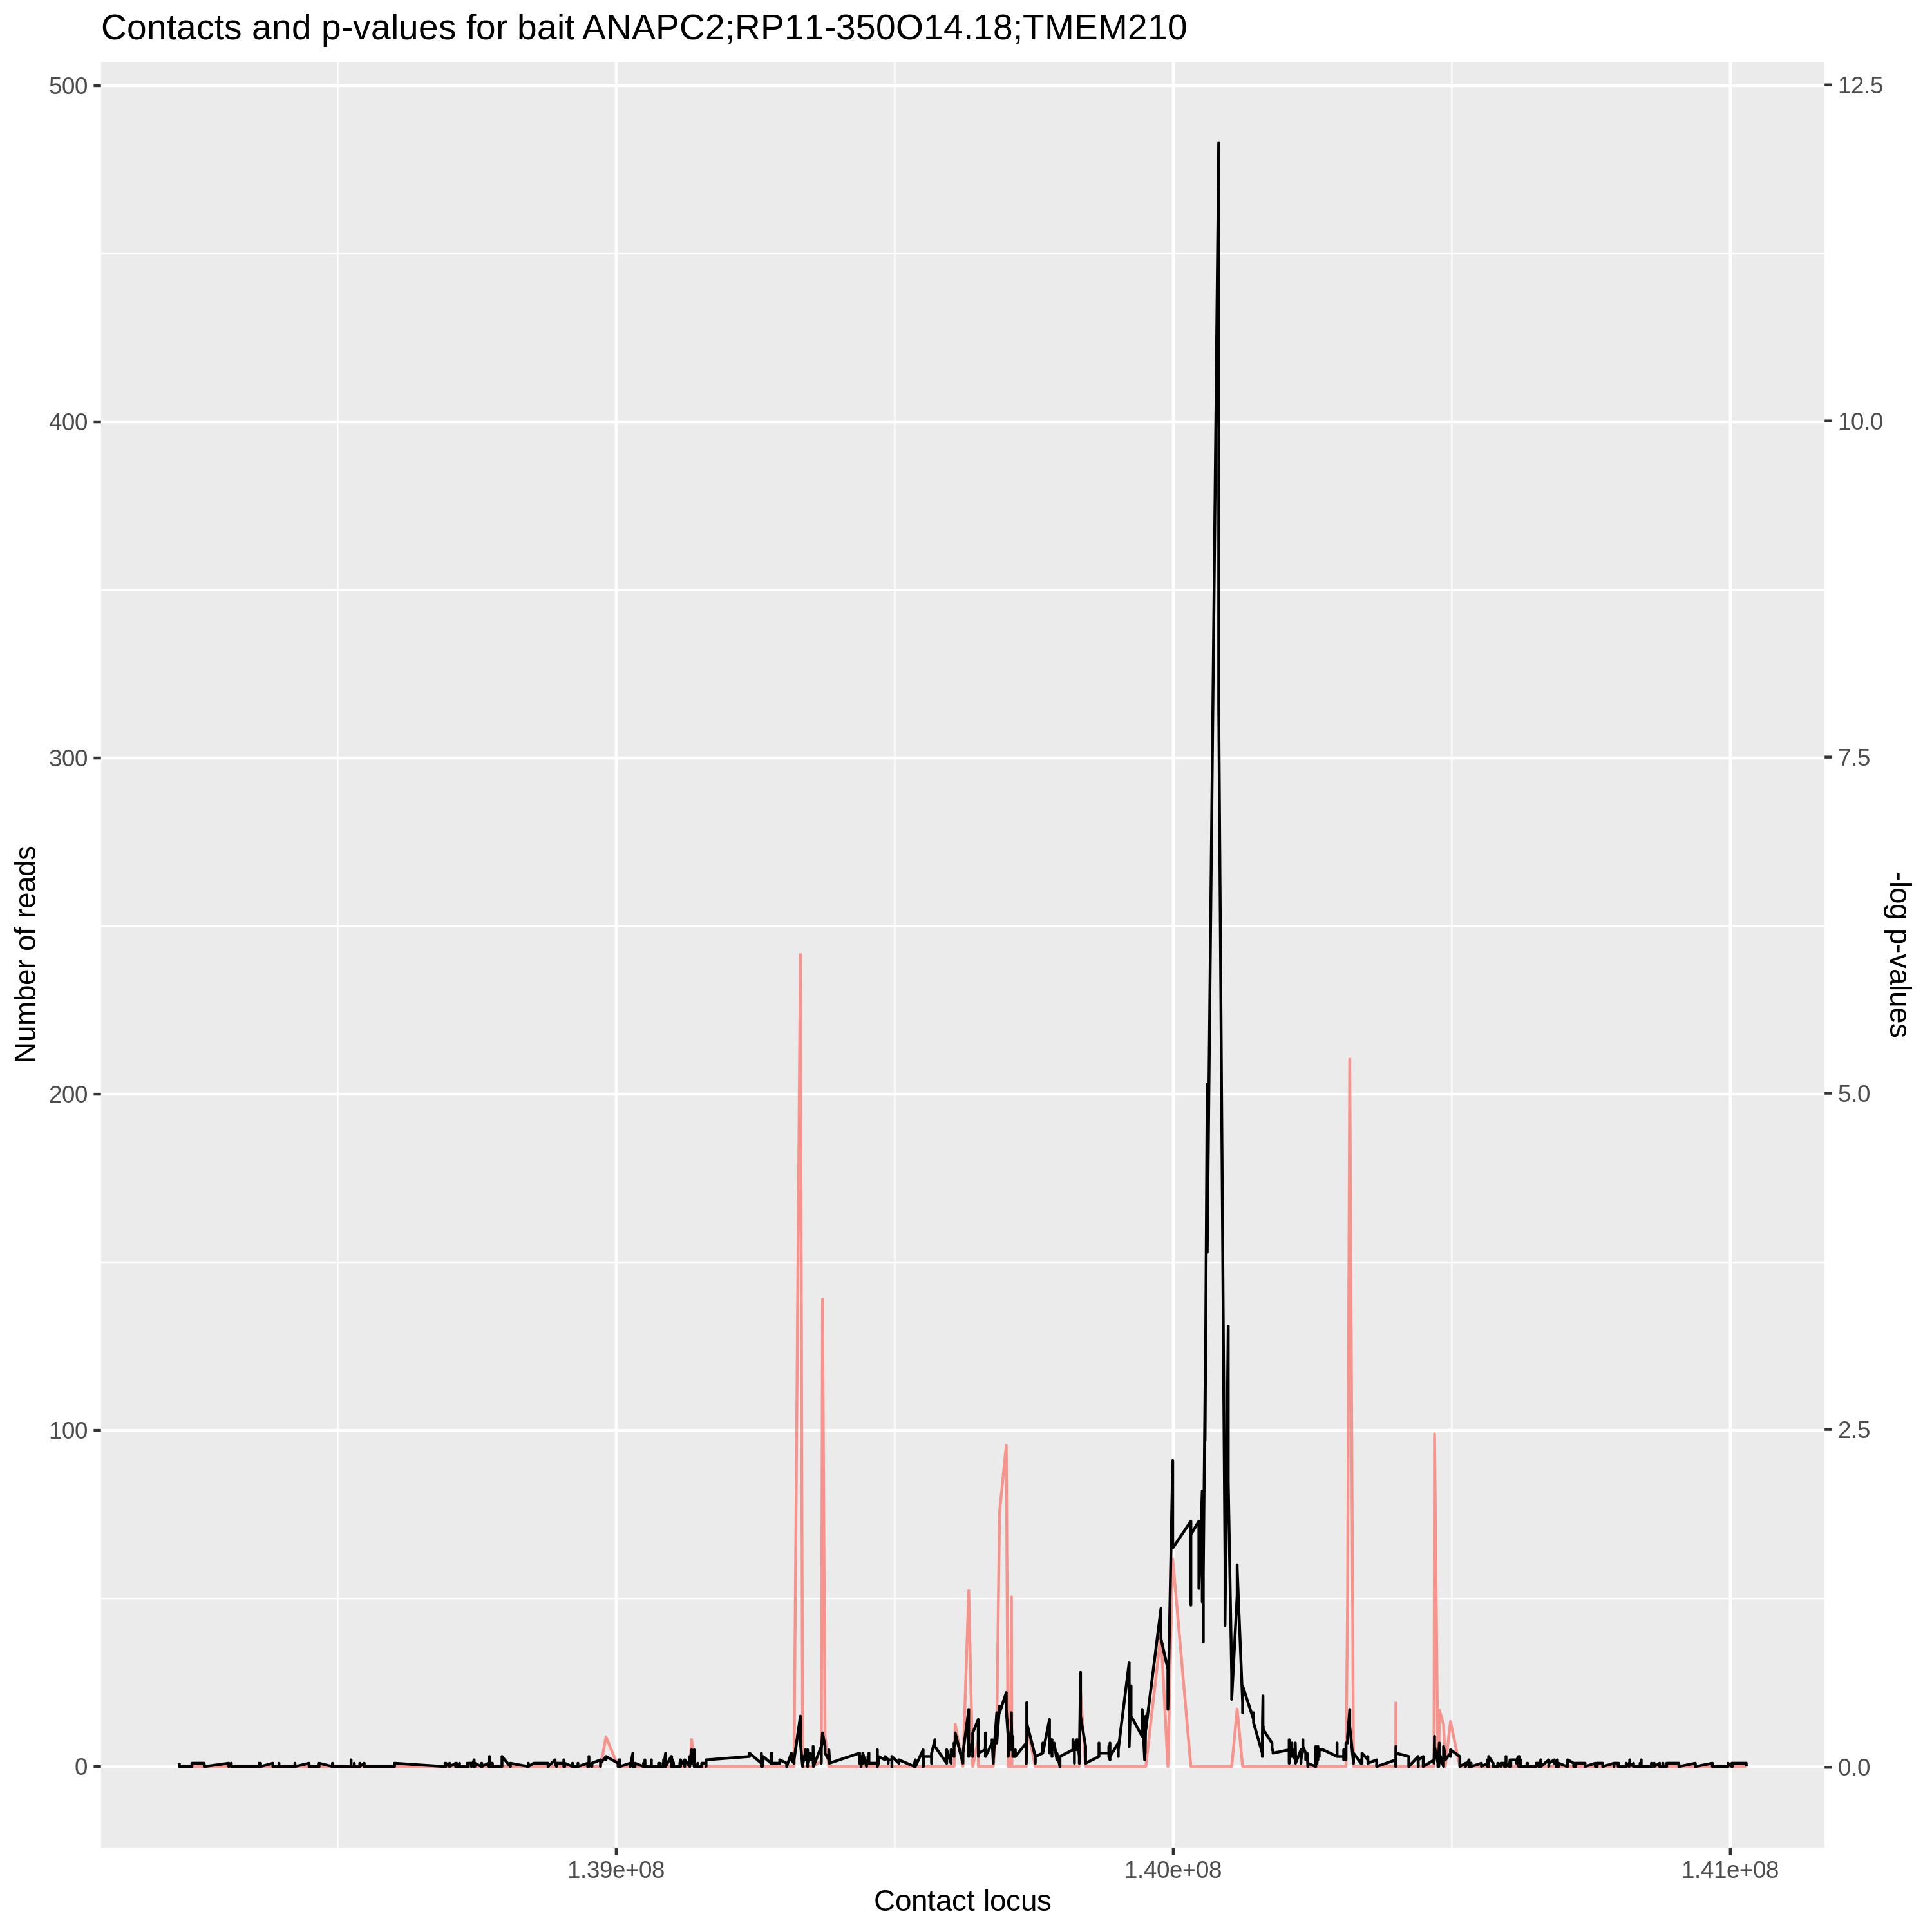 Contacts and p-values for bait ANAPC2;RP11-350O14.18;TMEM210
500
400
300
200
100
0
12.5
10.0
7.5
5.0
2.5
0.0
Number of reads
-log p-values
1.39e+08
1.40e+08
1.41e+08
Contact locus